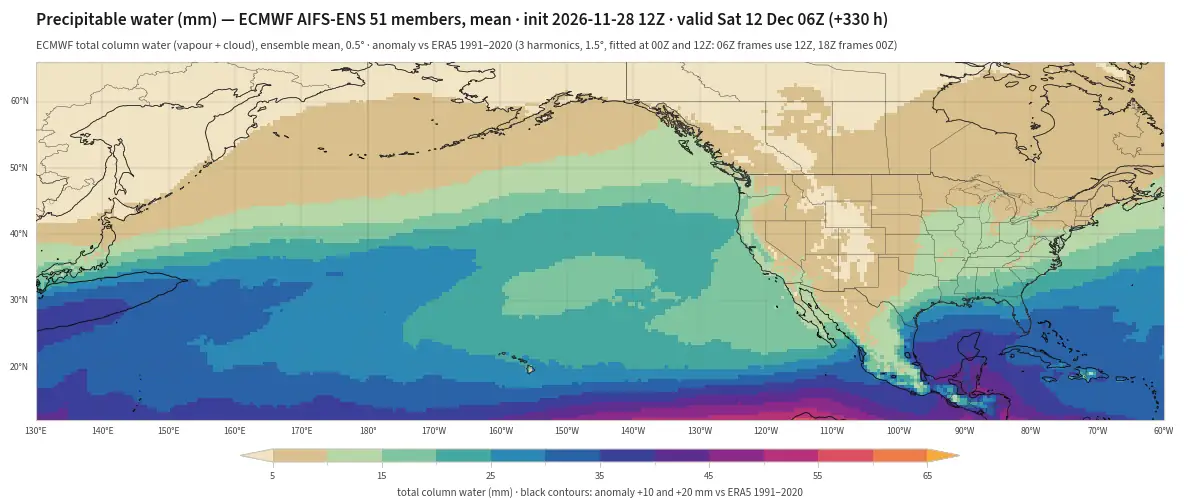 Precipitable water (mm) — ECMWF AIFS-ENS 51 members, mean · init 2026-11-28 12Z · valid Sat 12 Dec 06Z (+330 h)
ECMWF total column water (vapour + cloud), ensemble mean, 0.5° · anomaly vs ERA5 1991–2020 (3 harmonics, 1.5°, fitted at 00Z and 12Z: 06Z frames use 12Z, 18Z frames 00Z)
60°N
50°N
40°N
30°N
20°N
130°E 140°E 150°E 160°E 170°E 180° 170°W 160°W 150°W 140°W 130°W 120°W 110°W 100°W 90°W 80°W 70°W 60°W
5 15 25 35 45 55 65
total column water (mm) · black contours: anomaly +10 and +20 mm vs ERA5 1991–2020